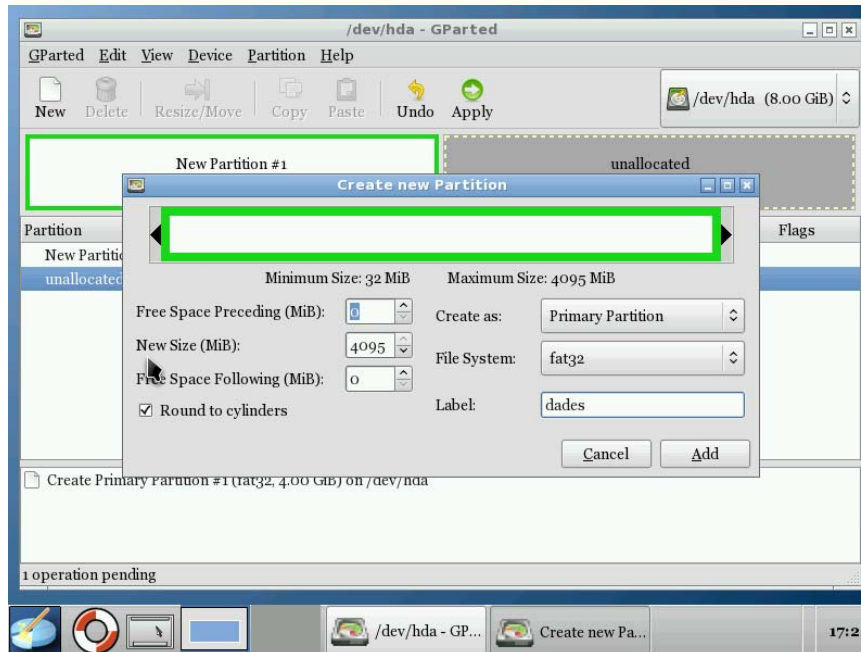 /dev/hda - GParted
GParted Edit View Device Partition Help
New Delete Resize/Move Copy Paste Undo Apply /dev/hda (8.00 GiB)
New Partition #1 unallocated
Create new Partition
Partition Flags
New Partitio
unallocated
Minimum Size: 32 MiB Maximum Size: 4095 MiB
Free Space Preceding (MiB): 0 Create as: Primary Partition
New Size (MiB): 4095
File System: fat32
Free Space Following (MiB): 0
Round to cylinders Label: dades
Cancel Add
Create Primary Partition #1 (fat32, 4.00 GiB) on /dev/hda
1 operation pending
/dev/hda - GP... Create new Pa... 17:2